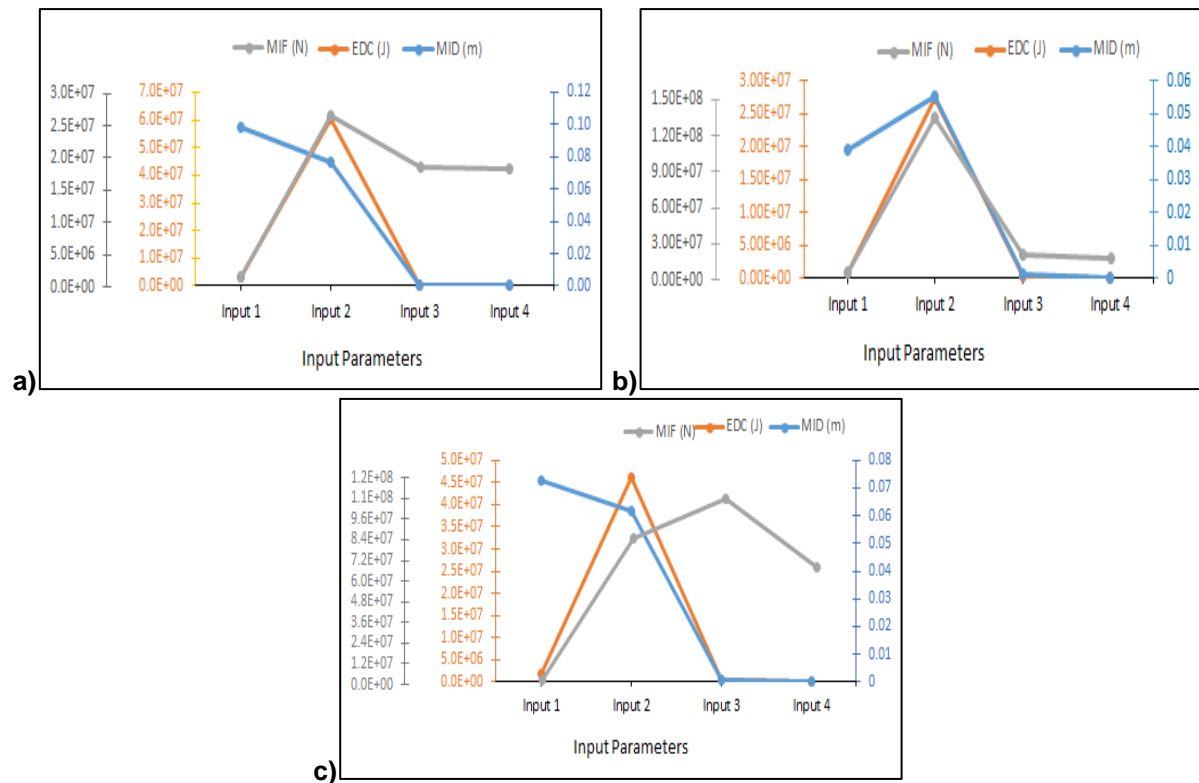 MIF (N) EDC (J) MID (m)
3.0E+07 7.0E+07 0.12
2.5E+07 6.0E+07 0.10
2.0E+07 5.0E+07 0.08
1.5E+07 4.0E+07 0.06
1.0E+07 3.0E+07 0.04
5.0E+06 2.0E+07 0.02
0.0E+00 1.0E+07 0.00
0.0E+00
Input 1 Input 2 Input 3 Input 4
Input Parameters
a)
MIF (N) EDC (J) MID (m)
1.50E+08 3.00E+07 0.06
1.20E+08 2.50E+07 0.05
9.00E+07 2.00E+07 0.04
6.00E+07 1.50E+07 0.03
3.00E+07 1.00E+07 0.02
0.00E+00 5.00E+06 0.01
0.00E+00 0
Input 1 Input 2 Input 3 Input 4
Input Parameters
b)
MIF (N) EDC (J) MID (m)
1.2E+08 5.0E+07 0.08
1.1E+08 4.5E+07 0.07
9.6E+07 4.0E+07 0.06
8.4E+07 3.5E+07 0.05
7.2E+07 3.0E+07 0.04
6.0E+07 2.5E+07 0.03
4.8E+07 2.0E+07 0.02
3.6E+07 1.5E+07 0.01
2.4E+07 1.0E+07 0
1.2E+07 5.0E+06
0.0E+00 0.0E+00
Input 1 Input 2 Input 3 Input 4
Input Parameters
c)